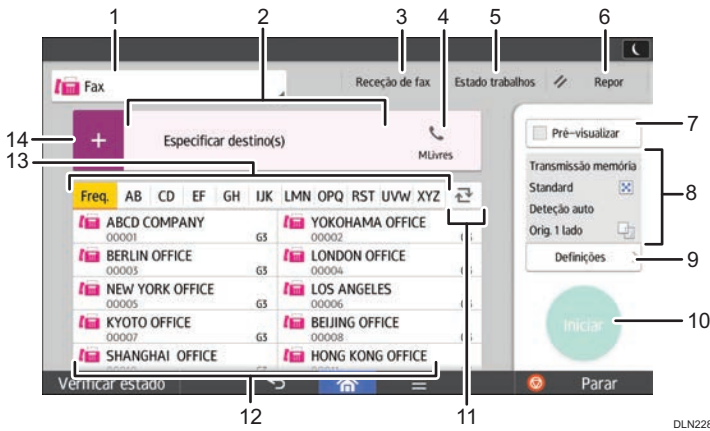 1 2 3 4 5 6
Fax
Receção de fax Estado trabalhos Repor
14 + Especificar destino(s) MLivres
Pré-visualizar 7
13
Transmissão memória
Standard
Deteção auto
Orig. 1 lado
8
Freq. AB CD EF GH IJK LMN OPQ RST UVW XYZ
ABCD COMPANY
00001 G3
YOKOHAMA OFFICE
00002
BERLIN OFFICE
00003 G3
LONDON OFFICE
00004
Definições 9
NEW YORK OFFICE
00005 G3
LOS ANGELES
00006
KYOTO OFFICE
00007 G3
BEIJING OFFICE
00008
Iniciar 10
SHANGHAI OFFICE
HONG KONG OFFICE
Verificar estado Parar
12 11
DLN228